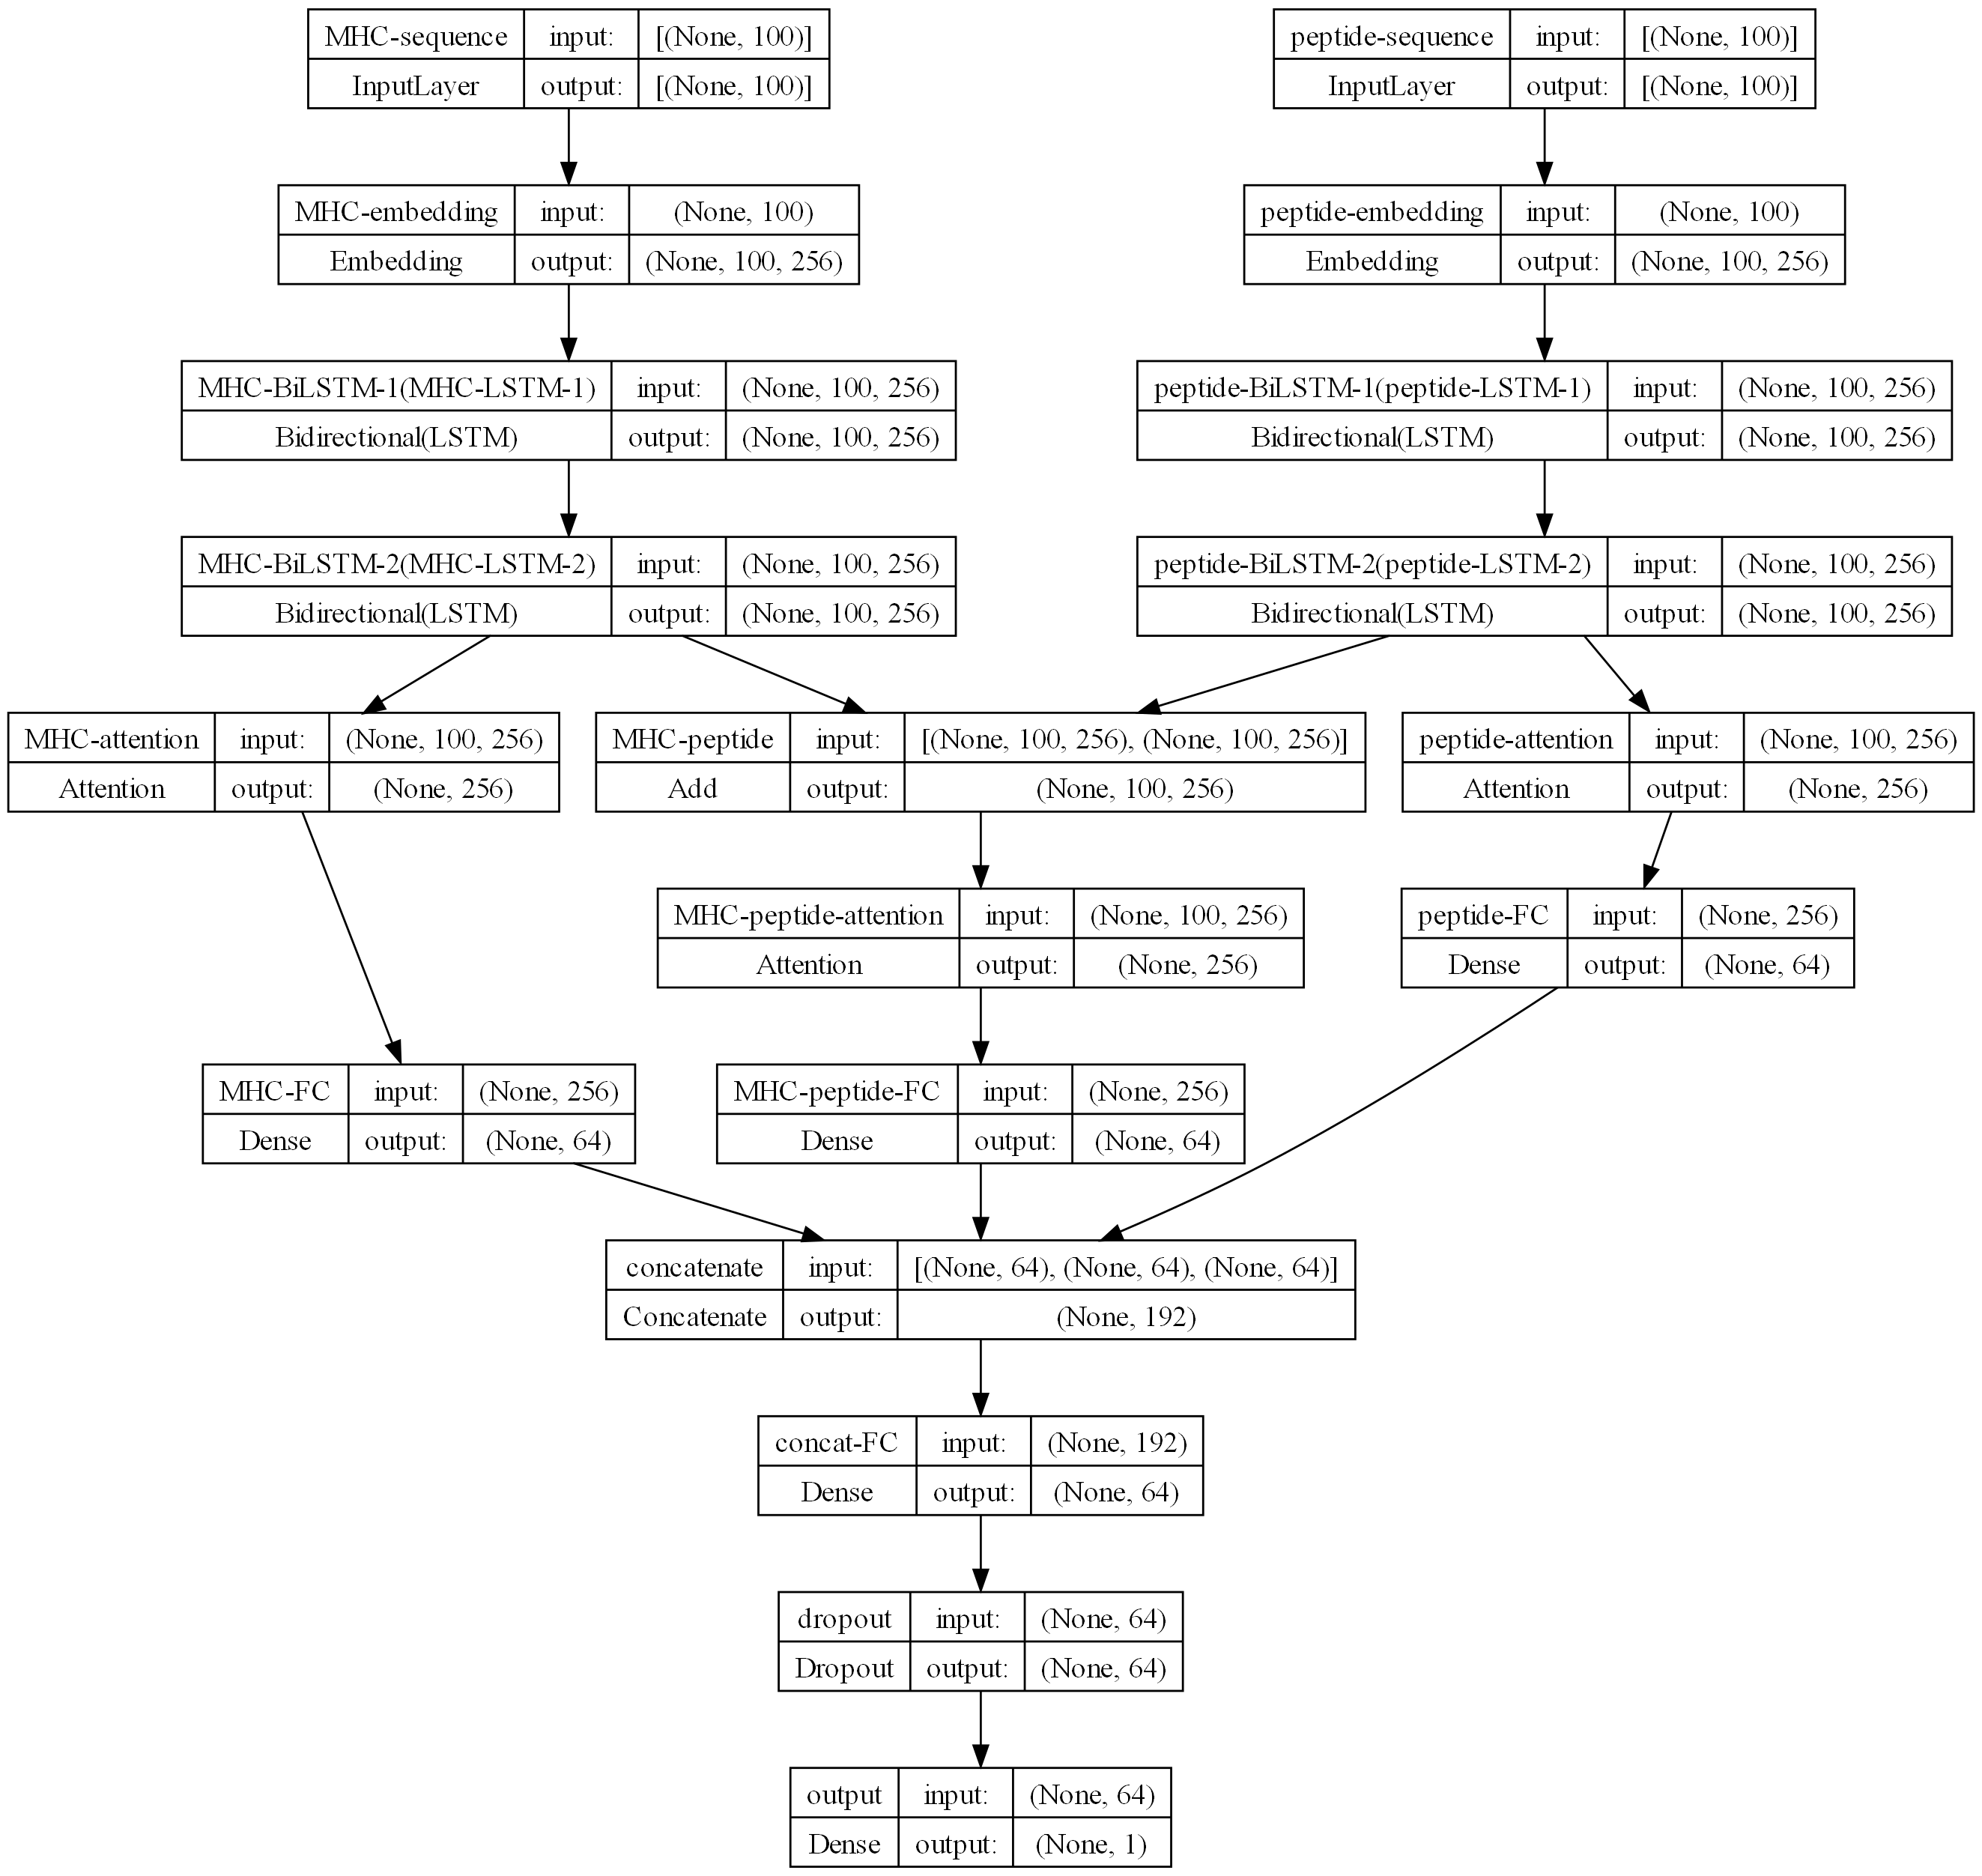 MHC-sequence input: [(None, 100)]
InputLayer output: [(None, 100)]
peptide-sequence input: [(None, 100)]
InputLayer output: [(None, 100)]
MHC-embedding input: (None, 100)
Embedding output: (None, 100, 256)
peptide-embedding input: (None, 100)
Embedding output: (None, 100, 256)
MHC-BiLSTM-1(MHC-LSTM-1) input: (None, 100, 256)
Bidirectional(LSTM) output: (None, 100, 256)
peptide-BiLSTM-1(peptide-LSTM-1) input: (None, 100, 256)
Bidirectional(LSTM) output: (None, 100, 256)
MHC-BiLSTM-2(MHC-LSTM-2) input: (None, 100, 256)
Bidirectional(LSTM) output: (None, 100, 256)
peptide-BiLSTM-2(peptide-LSTM-2) input: (None, 100, 256)
Bidirectional(LSTM) output: (None, 100, 256)
MHC-attention input: (None, 100, 256)
Attention output: (None, 256)
MHC-peptide input: [(None, 100, 256), (None, 100, 256)]
Add output: (None, 100, 256)
peptide-attention input: (None, 100, 256)
Attention output: (None, 256)
MHC-peptide-attention input: (None, 100, 256)
Attention output: (None, 256)
peptide-FC input: (None, 256)
Dense output: (None, 64)
MHC-FC input: (None, 256)
Dense output: (None, 64)
MHC-peptide-FC input: (None, 256)
Dense output: (None, 64)
concatenate input: [(None, 64), (None, 64), (None, 64)]
Concatenate output: (None, 192)
concat-FC input: (None, 192)
Dense output: (None, 64)
dropout input: (None, 64)
Dropout output: (None, 64)
output input: (None, 64)
Dense output: (None, 1)